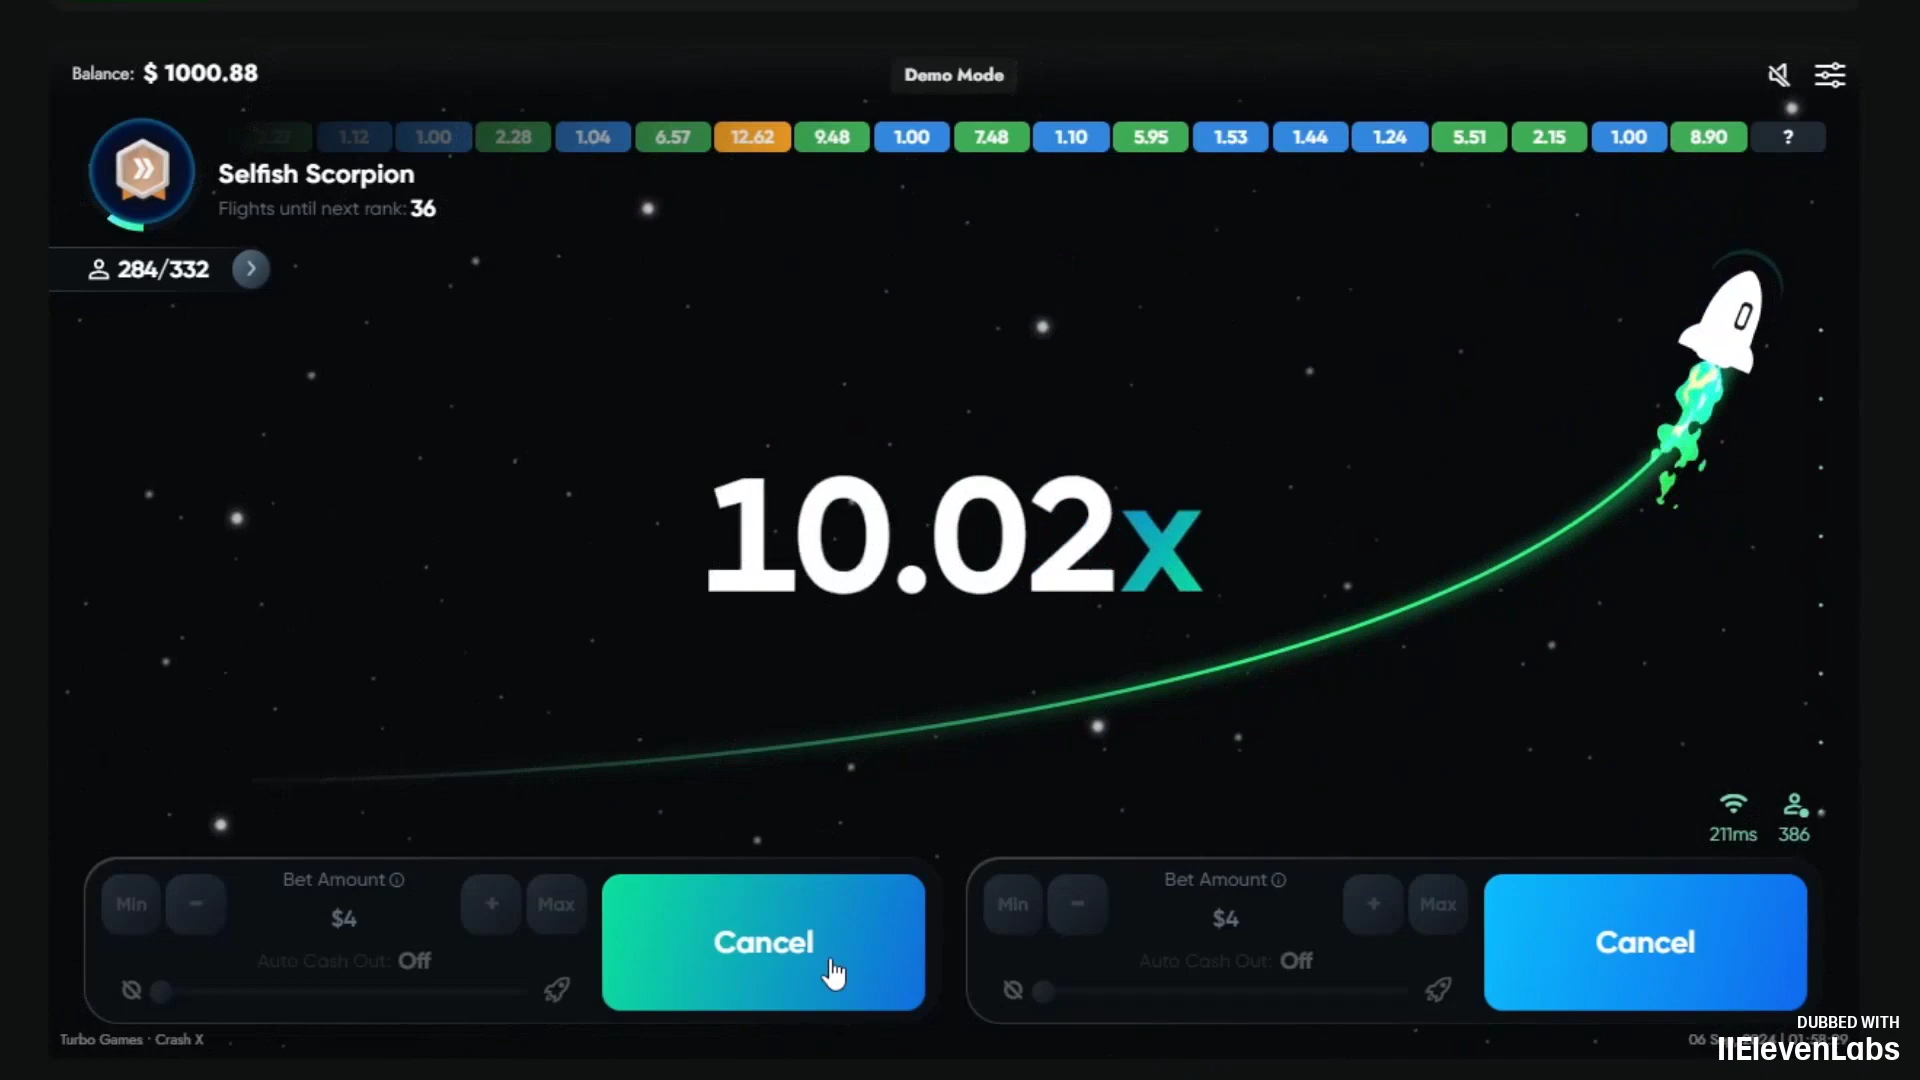 Balance: $ 1000.88
Demo Mode
1.12 1.00 2.28 1.04 6.57 12.62 9.48 1.00 7.48 1.10 5.95 1.53 1.44 1.24 5.51 2.15 1.00 8.90 ?
Selfish Scorpion
Flights until next rank: 36
284/332
10.02x
211ms 386
Bet Amount
Min - $4 + Max
Auto Cash Out: Off
Cancel
Bet Amount
Min - $4 + Max
Auto Cash Out: Off
Cancel
Turbo Games · Crash X
DUBBED WITH
IIElevenLabs